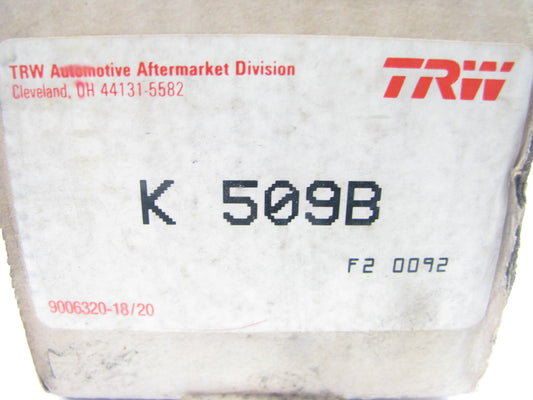 TRW Automotive Aftermarket Division
Cleveland, OH 44131-5582
TRW
K 509B
F2 0092
9006320-18/20